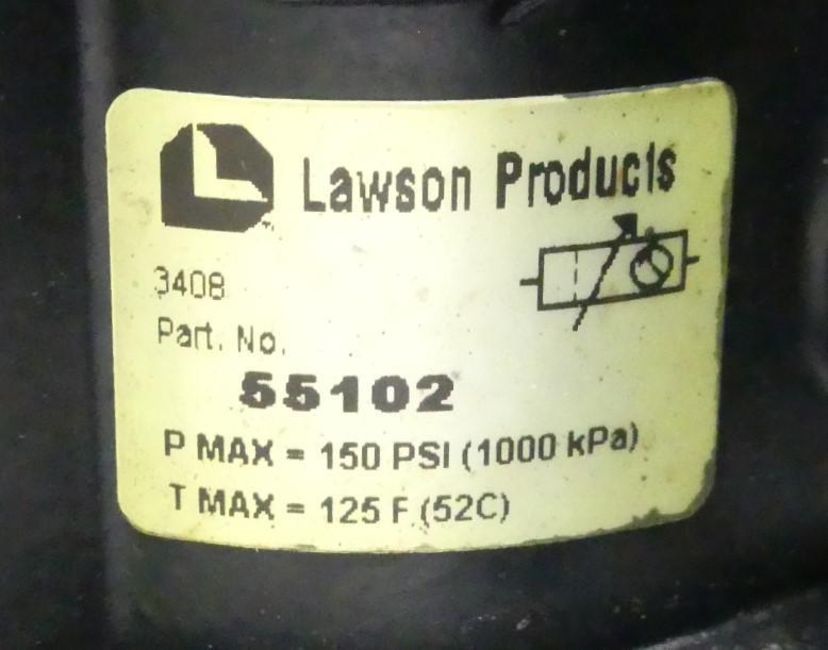 Lawson Products
3408
Part. No.
55102
P MAX = 150 PSI (1000 kPa)
T MAX = 125 F (52C)